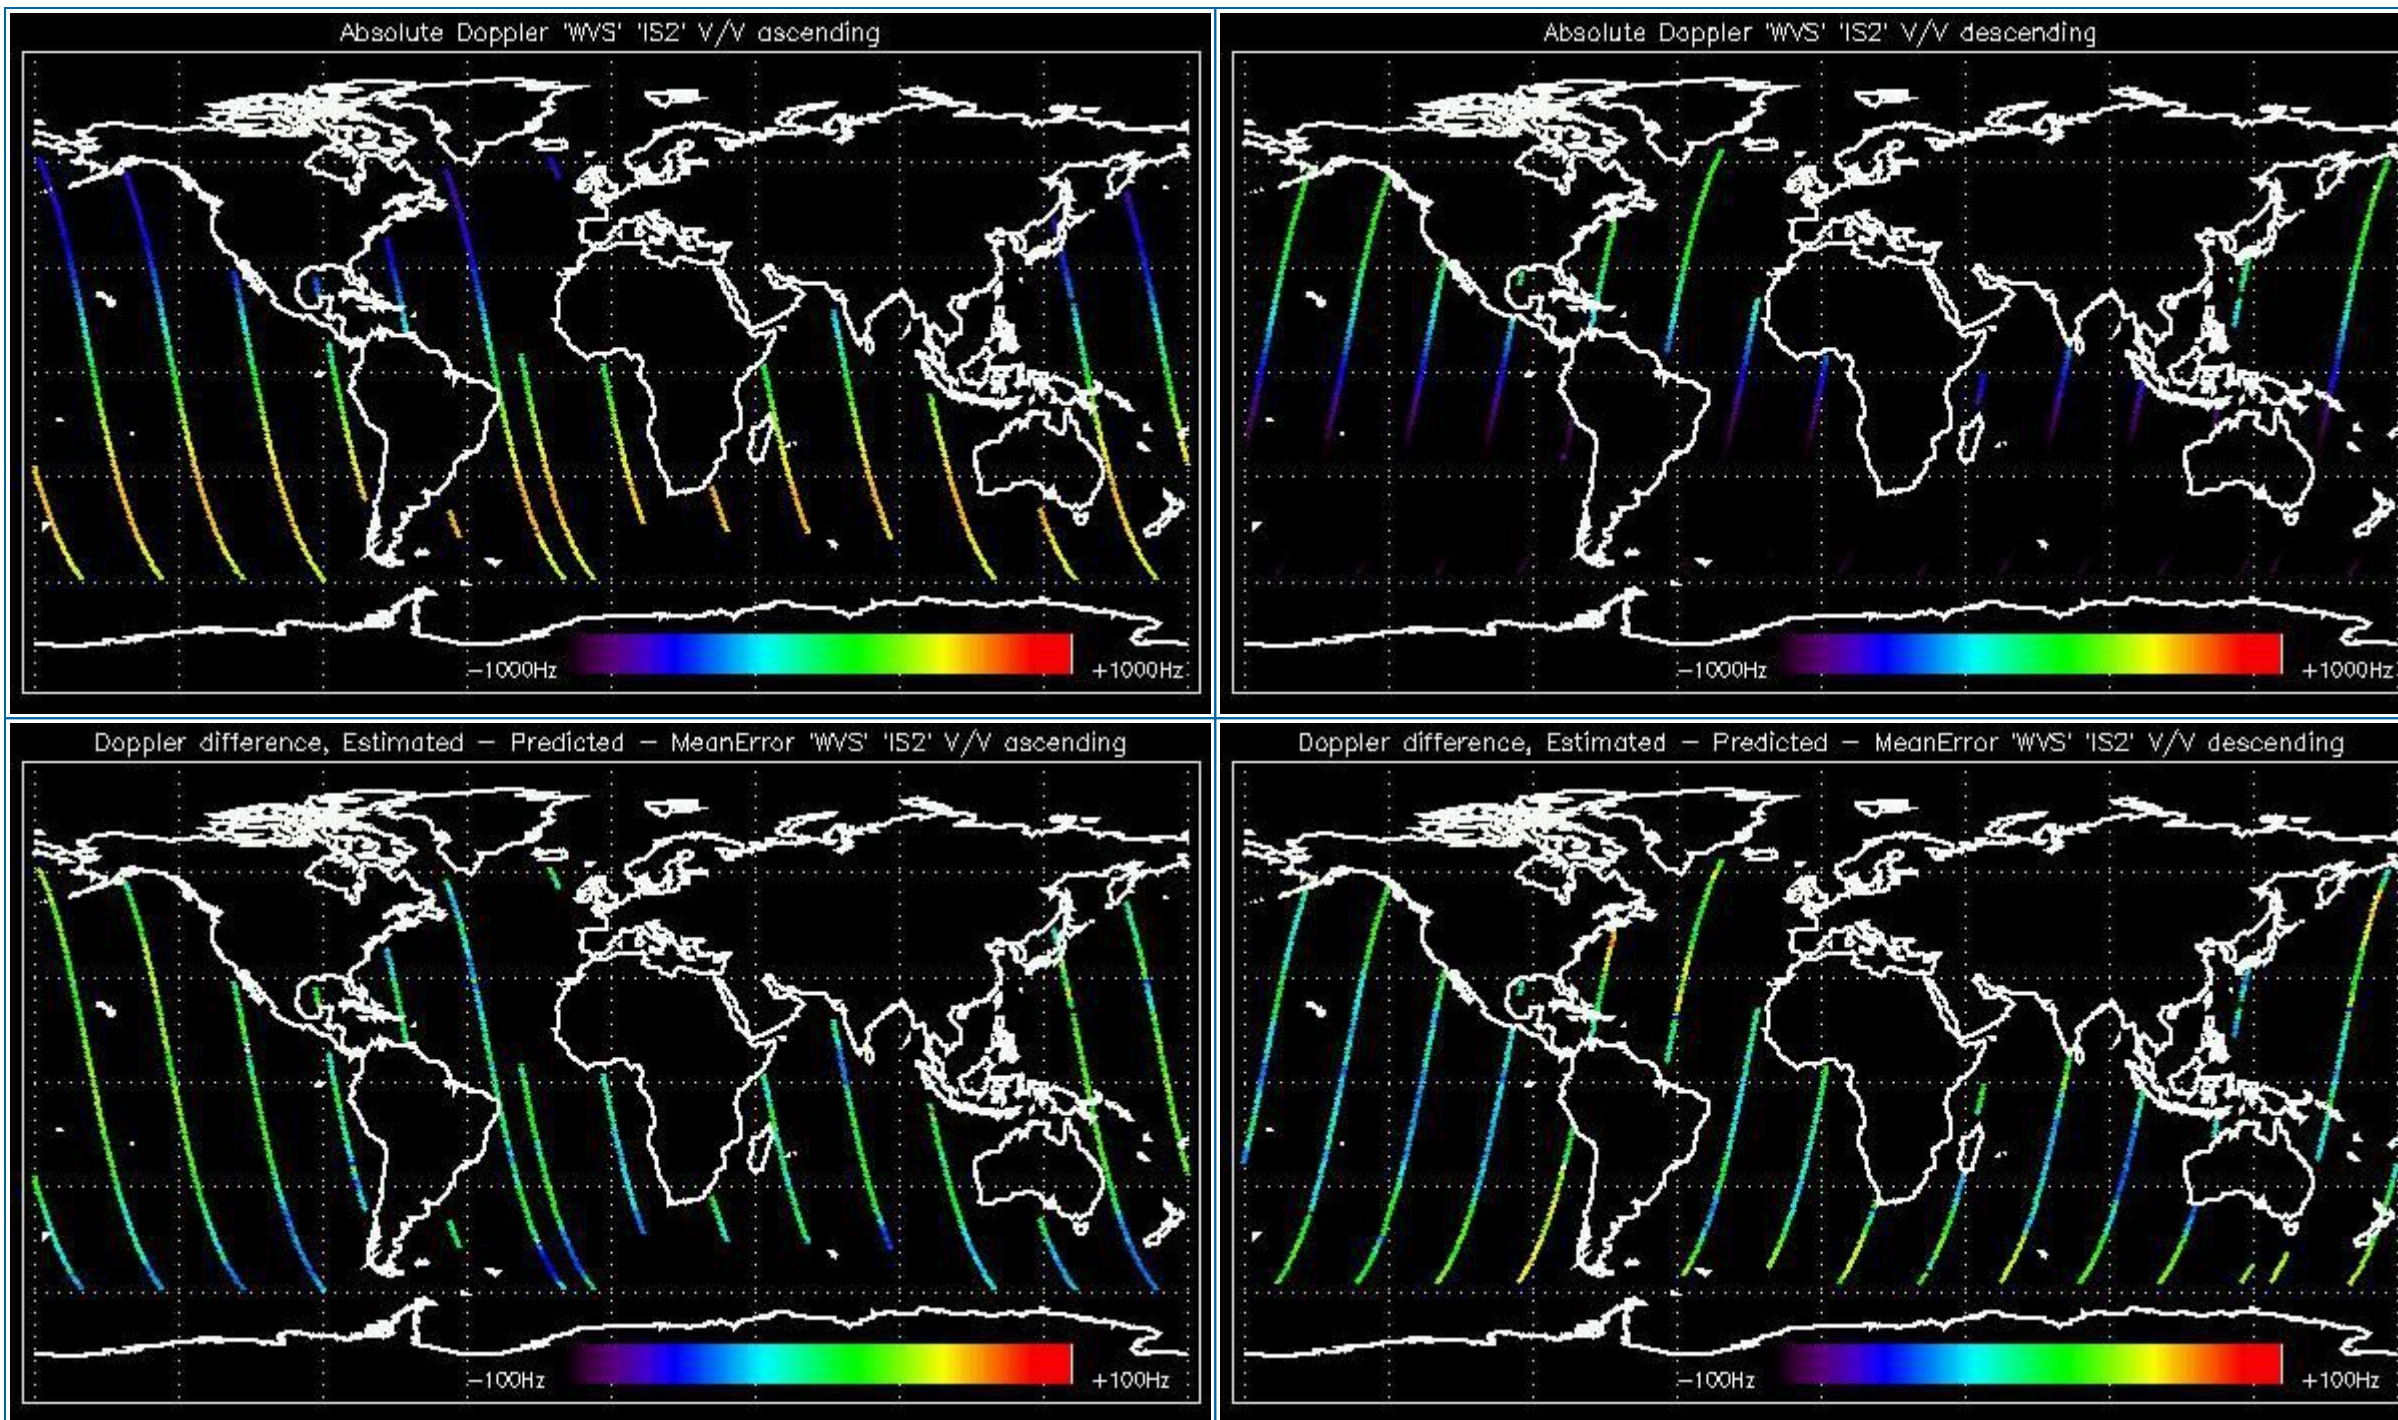 Absolute Doppler 'WVS' 'IS2' V/V ascending
-1000Hz +1000Hz
Absolute Doppler 'WVS' 'IS2' V/V descending
-1000Hz +1000Hz
Doppler difference, Estimated - Predicted - MeanError 'WVS' 'IS2' V/V ascending
-100Hz +100Hz
Doppler difference, Estimated - Predicted - MeanError 'WVS' 'IS2' V/V descending
-100Hz +100Hz